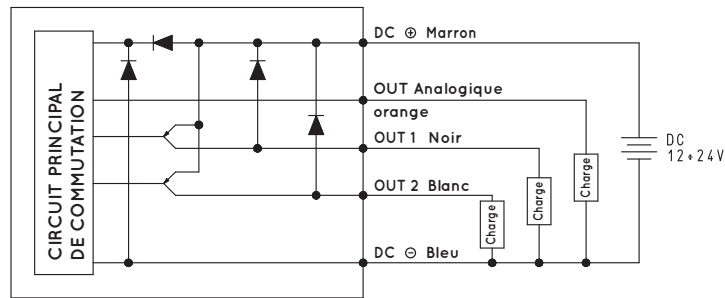 CIRCUIT PRINCIPAL
DE COMMUTATION
DC ⊕ Marron
OUT Analogique
orange
OUT 1 Noir
OUT 2 Blanc
DC ⊖ Bleu
Charge
Charge
Charge
DC
12÷24V